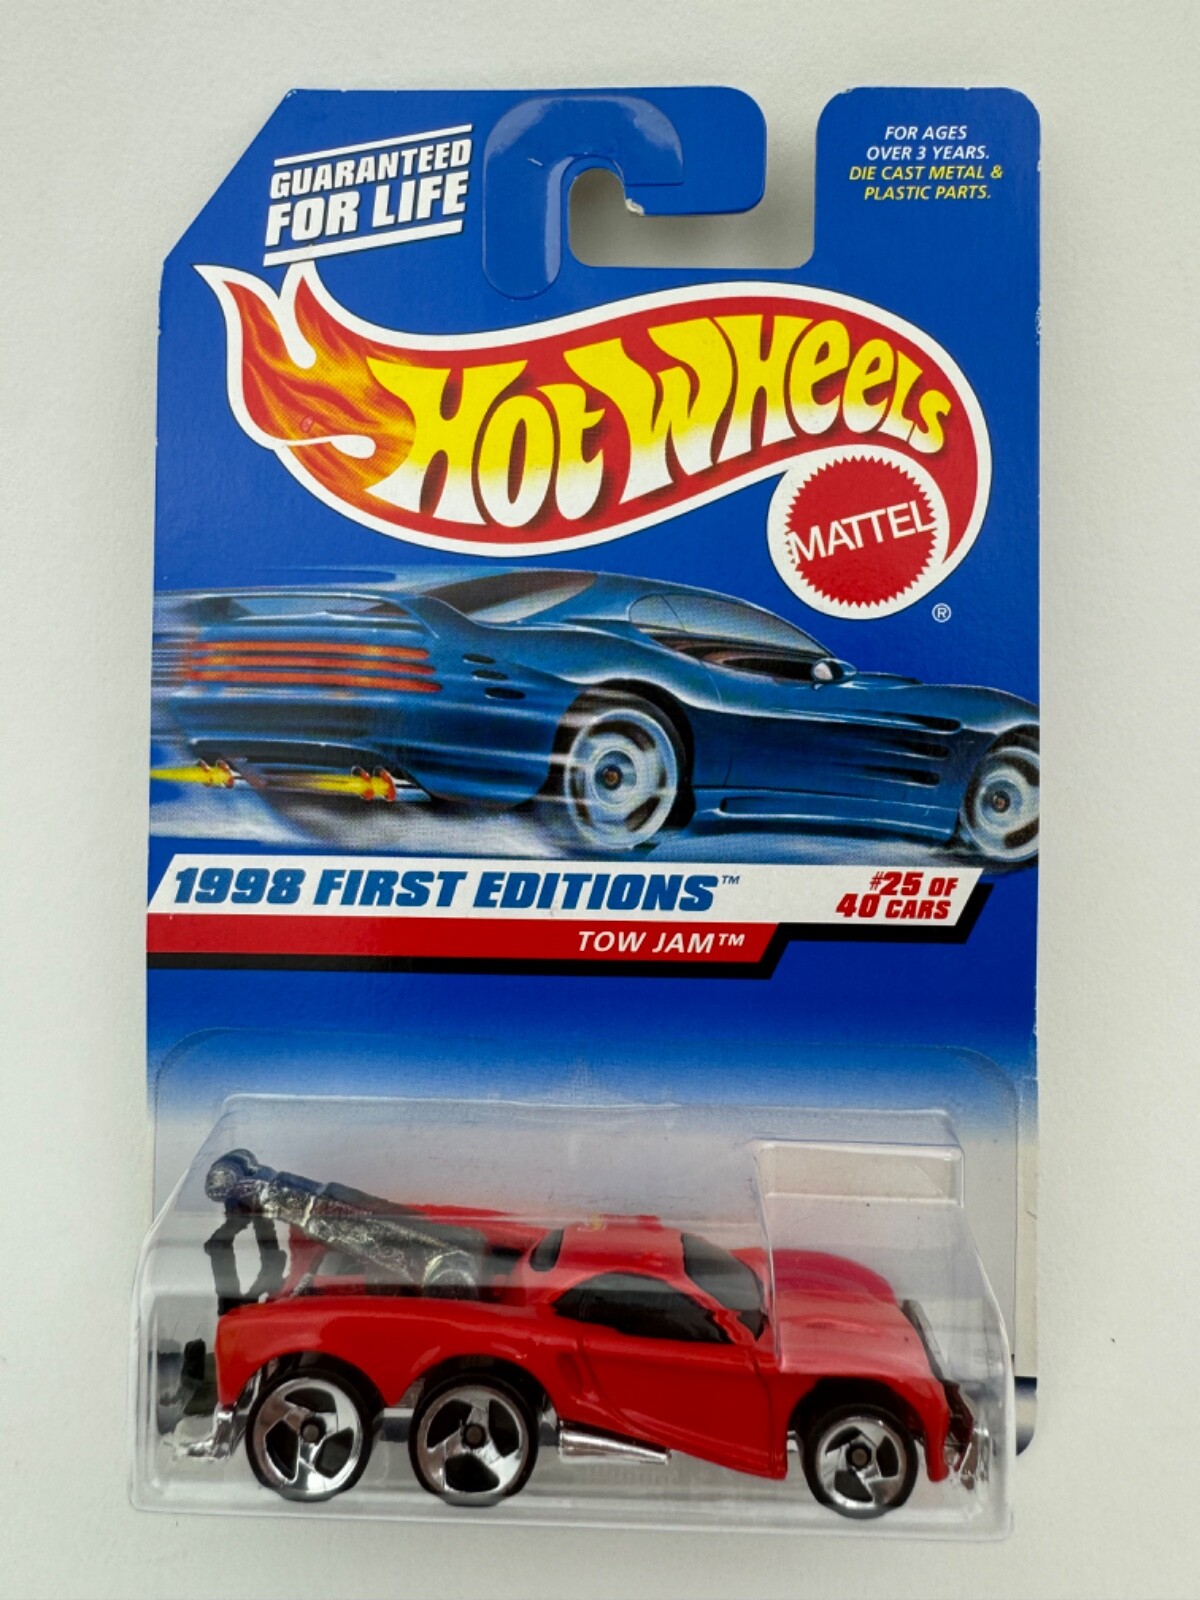 GUARANTEED
FOR LIFE
FOR AGES
OVER 3 YEARS.
DIE CAST METAL &
PLASTIC PARTS.
HOT WHEELS
MATTEL
®
1998 FIRST EDITIONS™
#25 OF
40 CARS
TOW JAM™